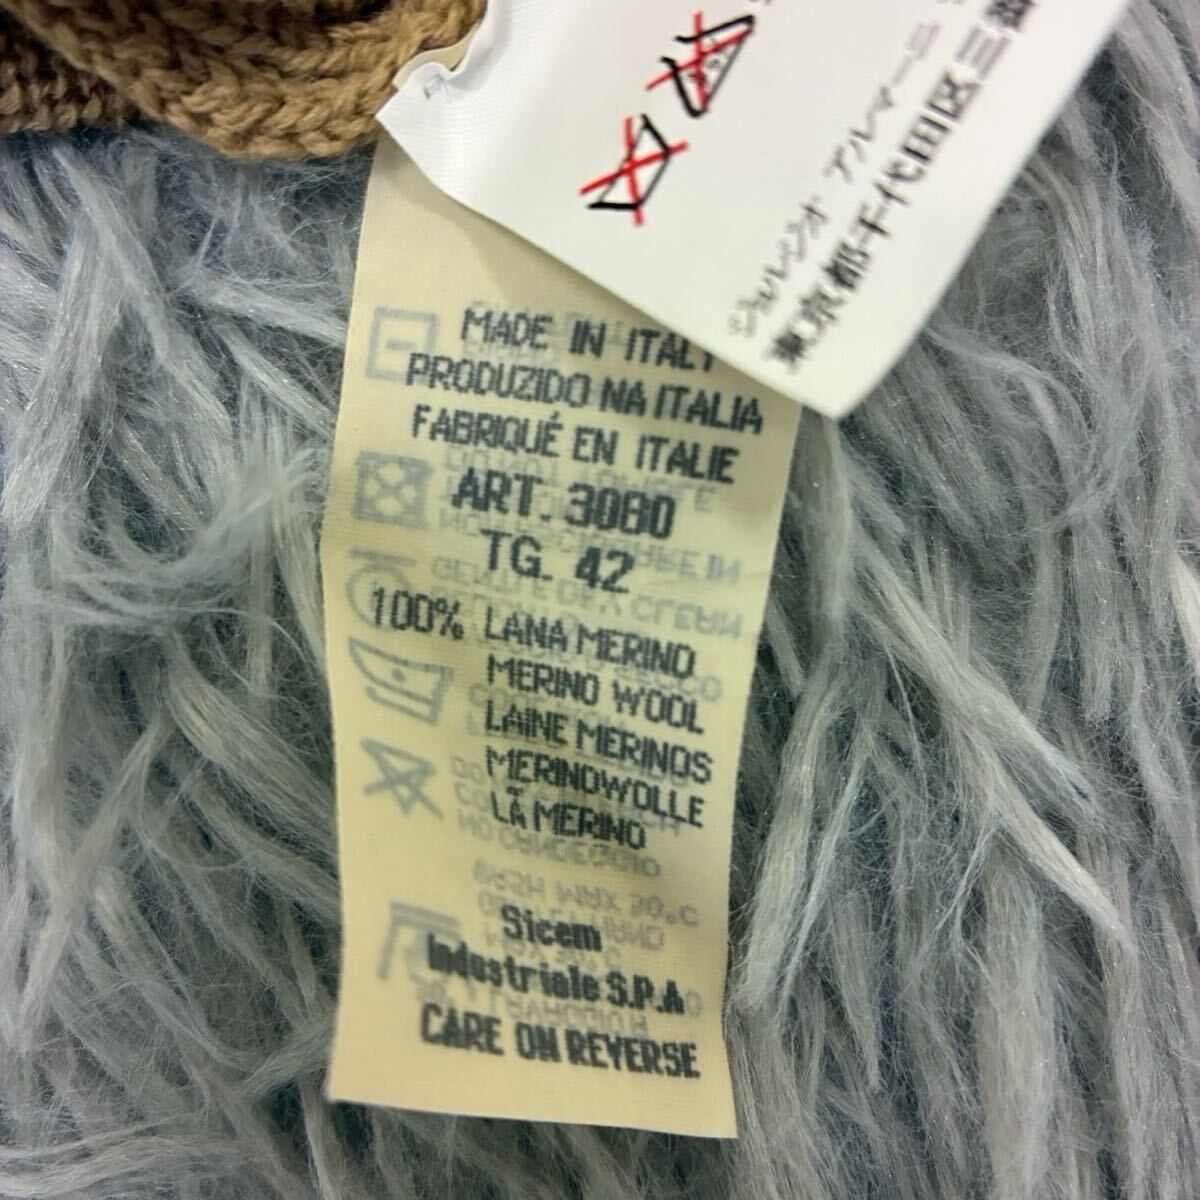 ジョルジオ アルマーニ
東京都千代田区三番
MADE IN ITALY
PRODUZIDO NA ITALIA
FABRIQUÉ EN ITALIE
ART. 3080
TG. 42
100% LANA MERINO
MERINO WOOL
LAINE MERINOS
MERINOWOLLE
LÃ MERINO
Sicem
Industriale S.P.A
CARE ON REVERSE